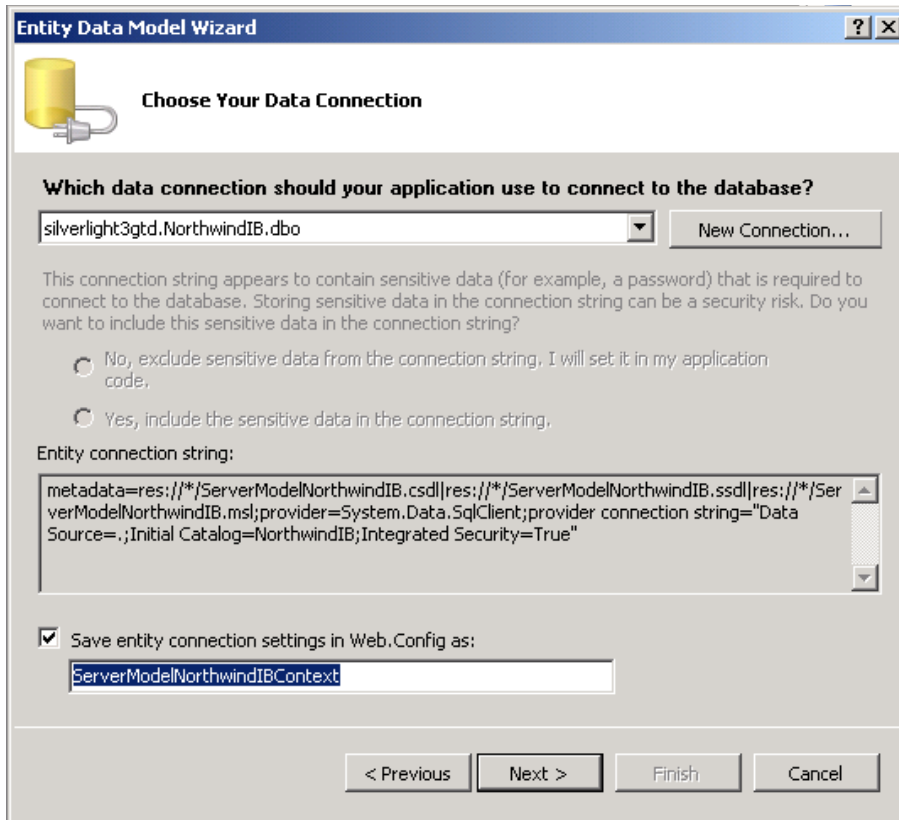 Entity Data Model Wizard
Choose Your Data Connection
Which data connection should your application use to connect to the database?
silverlight3gtd.NorthwindIB.dbo
New Connection...
This connection string appears to contain sensitive data (for example, a password) that is required to
connect to the database. Storing sensitive data in the connection string can be a security risk. Do you
want to include this sensitive data in the connection string?
No, exclude sensitive data from the connection string. I will set it in my application
code.
Yes, include the sensitive data in the connection string.
Entity connection string:
metadata=res://*/ServerModelNorthwindIB.csdl|res://*/ServerModelNorthwindIB.ssdl|res://*/Ser
verModelNorthwindIB.msl;provider=System.Data.SqlClient;provider connection string="Data
Source=.;Initial Catalog=NorthwindIB;Integrated Security=True"
Save entity connection settings in Web.Config as:
ServerModelNorthwindIBContext
< Previous
Next >
Finish
Cancel